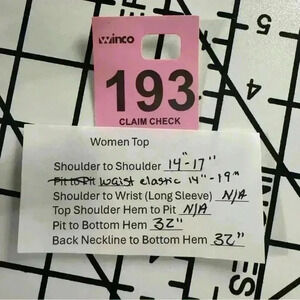 winco
193
CLAIM CHECK
Women Top
Shoulder to Shoulder 14"-17"
Pit to Pit Waist elastic 14"-19"
Shoulder to Wrist (Long Sleeve) N/A
Top Shoulder Hem to Pit N/A
Pit to Bottom Hem 32"
Back Neckline to Bottom Hem 32"
5
4